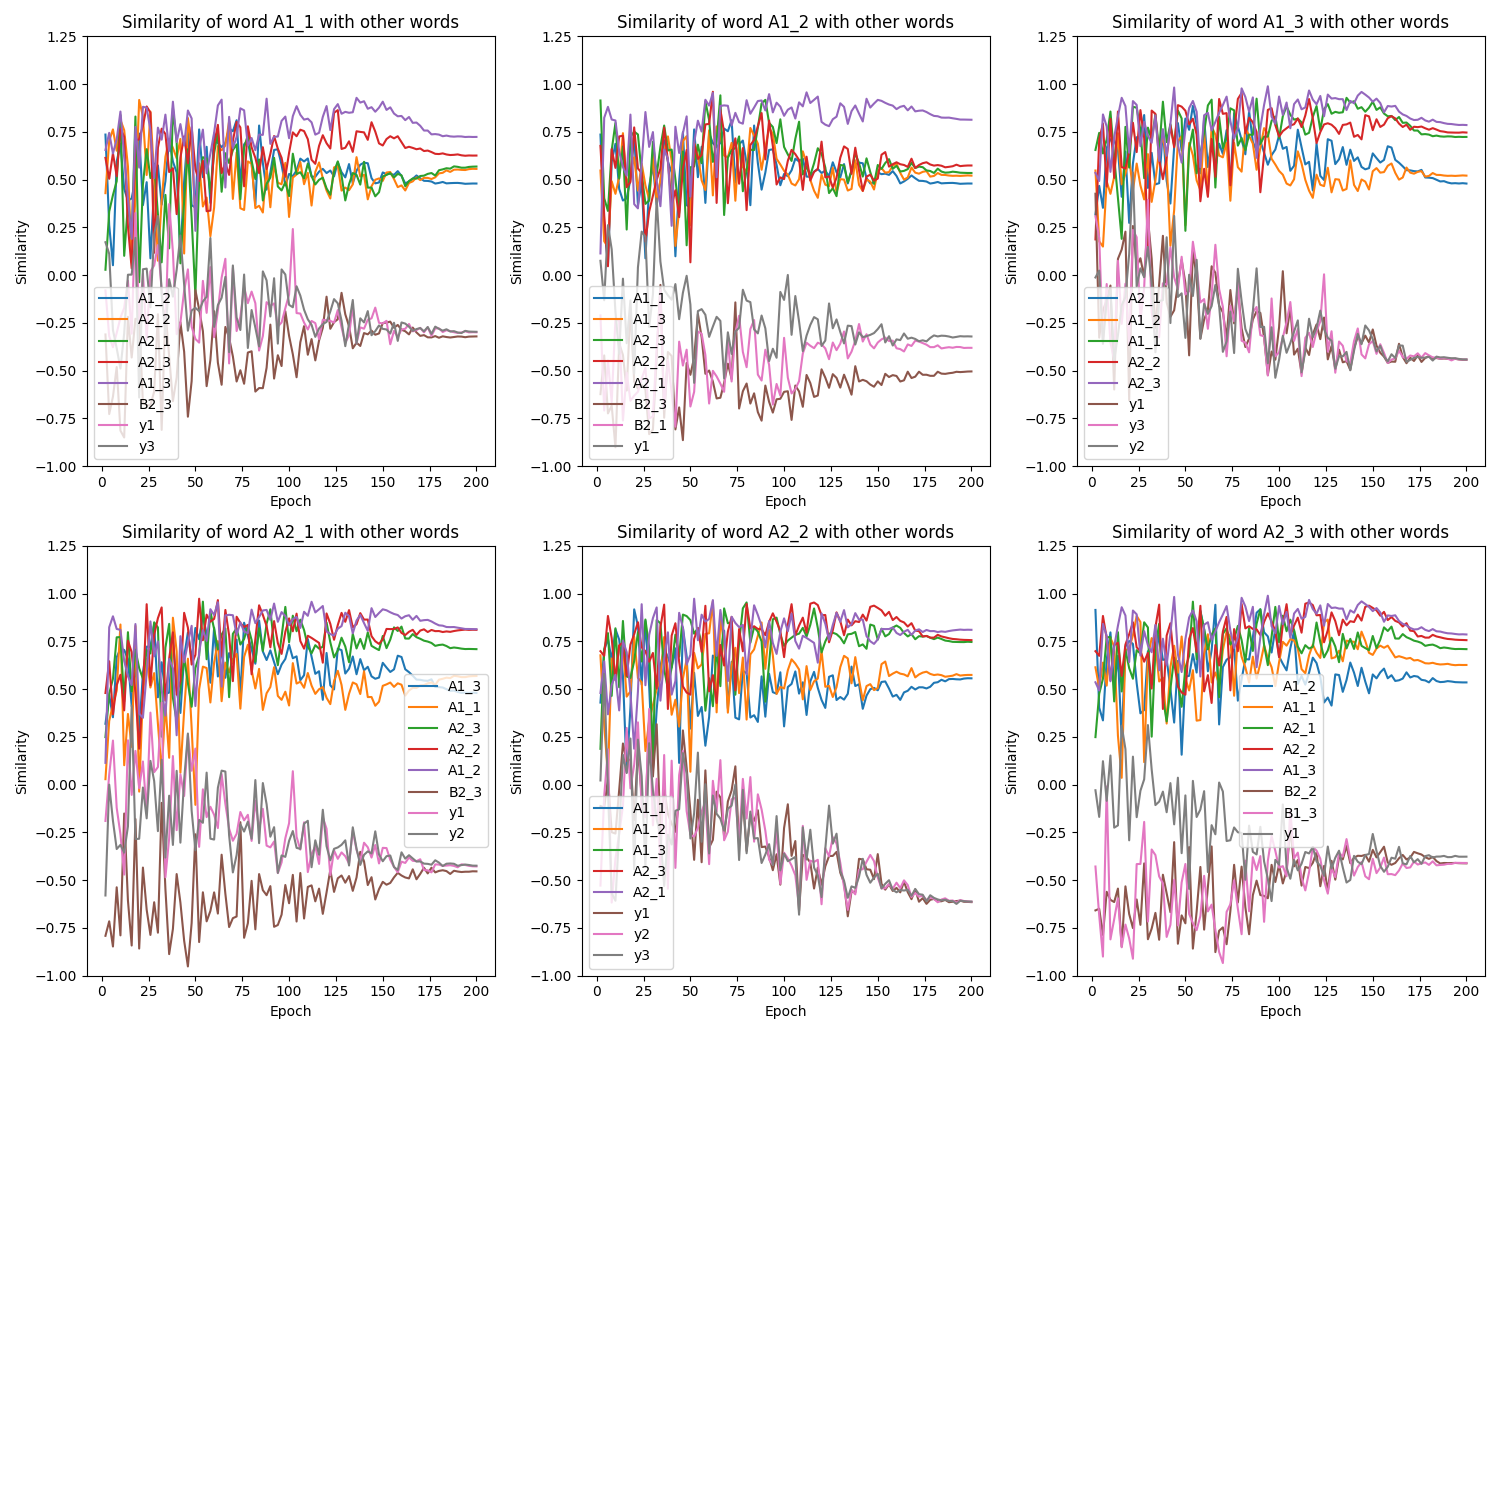 Similarity of word A1_1 with other words
1.25
1.00
0.75
0.50
0.25
0.00
−0.25
−0.50
−0.75
−1.00
Similarity
A1_2
A2_2
A2_1
A2_3
A1_3
B2_3
y1
y3
0 25 50 75 100 125 150 175 200
Epoch
Similarity of word A1_2 with other words
1.25
1.00
0.75
0.50
0.25
0.00
−0.25
−0.50
−0.75
−1.00
Similarity
A1_1
A1_3
A2_3
A2_2
A2_1
B2_3
B2_1
y1
0 25 50 75 100 125 150 175 200
Epoch
Similarity of word A1_3 with other words
1.25
1.00
0.75
0.50
0.25
0.00
−0.25
−0.50
−0.75
−1.00
Similarity
A2_1
A1_2
A1_1
A2_2
A2_3
y1
y3
y2
0 25 50 75 100 125 150 175 200
Epoch
Similarity of word A2_1 with other words
1.25
1.00
0.75
0.50
0.25
0.00
−0.25
−0.50
−0.75
−1.00
Similarity
A1_3
A1_1
A2_3
A2_2
A1_2
B2_3
y1
y2
0 25 50 75 100 125 150 175 200
Epoch
Similarity of word A2_2 with other words
1.25
1.00
0.75
0.50
0.25
0.00
−0.25
−0.50
−0.75
−1.00
Similarity
A1_1
A1_2
A1_3
A2_3
A2_1
y1
y2
y3
0 25 50 75 100 125 150 175 200
Epoch
Similarity of word A2_3 with other words
1.25
1.00
0.75
0.50
0.25
0.00
−0.25
−0.50
−0.75
−1.00
Similarity
A1_2
A1_1
A2_1
A2_2
A1_3
B2_2
B1_3
y1
0 25 50 75 100 125 150 175 200
Epoch